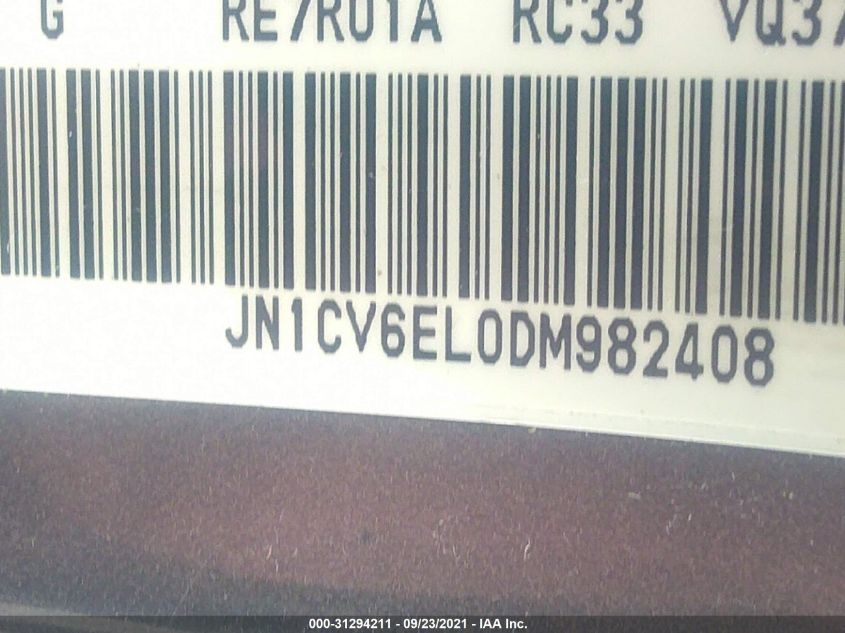 G RE7R01A RC33 VQ37
JN1CV6EL0DM982408
000-31294211 - 09/23/2021 - IAA Inc.